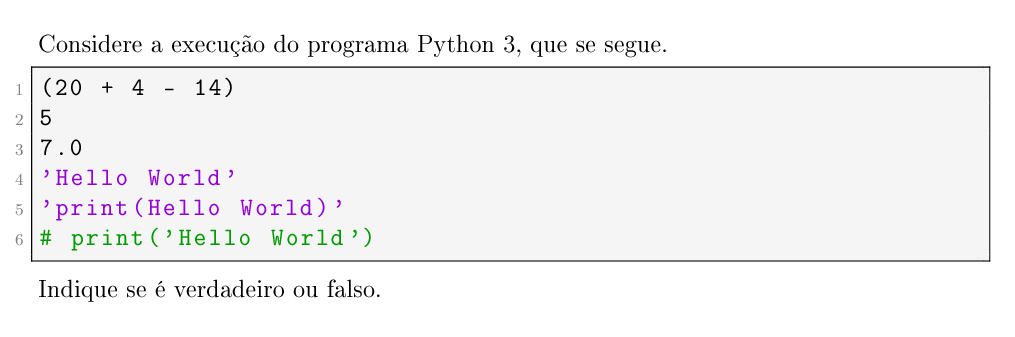 Considere a execução do programa Python 3, que se segue.
1 (20 + 4 - 14)
2 5
3 7.0
4 'Hello World'
5 'print(Hello World)'
6 # print('Hello World')
Indique se é verdadeiro ou falso.